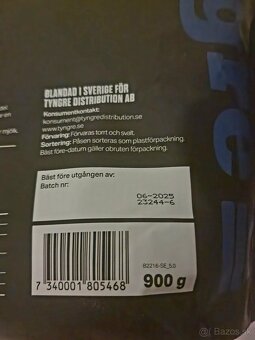 BLANDAD I SVERIGE FÖR
TYNGRE DISTRIBUTION AB
Konsumentkontakt:
konsument@tyngredistribution.se
www.tyngre.se
Förvaring: Förvaras torrt och svalt.
Sortering: Påsen sorteras som plastförpackning.
Bäst före-datum gäller obruten förpackning.
mjölk.
Bäst före utgången av:
Batch nr:
06-2025
23244-6
B2216-SE_5.0
7 340001 805468
900 g
Bazos.sk